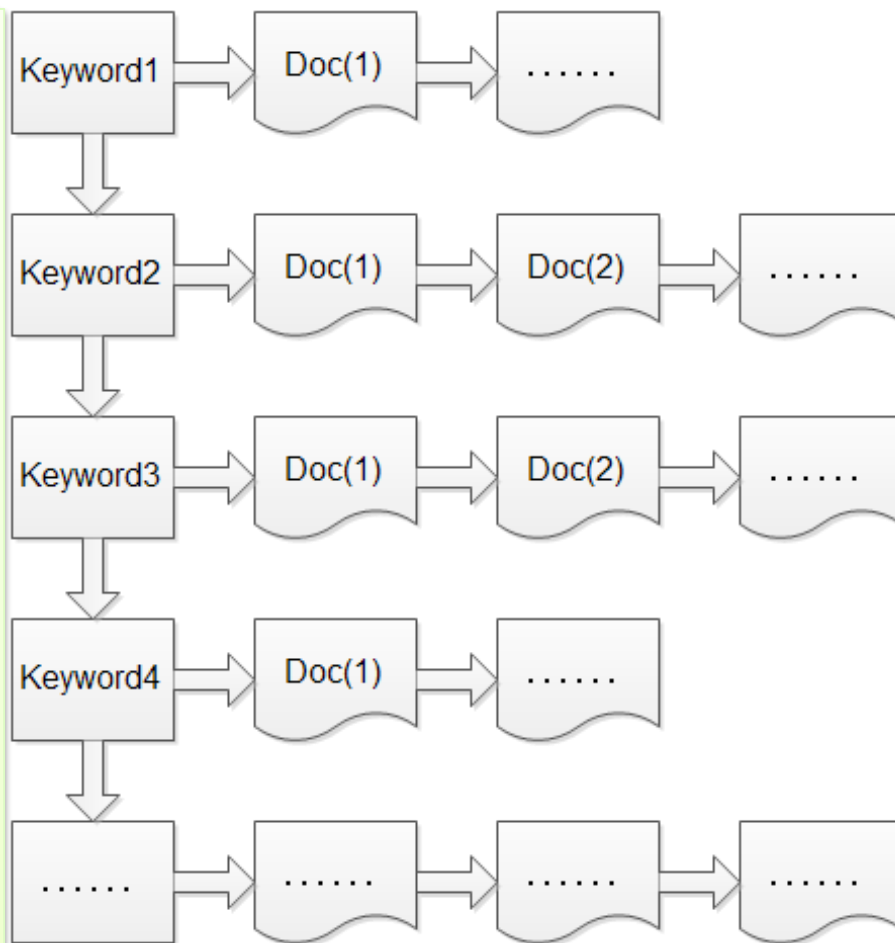 Keyword1 Doc(1) ......
Keyword2 Doc(1) Doc(2) ......
Keyword3 Doc(1) Doc(2) ......
Keyword4 Doc(1) ......
...... ...... ...... ......